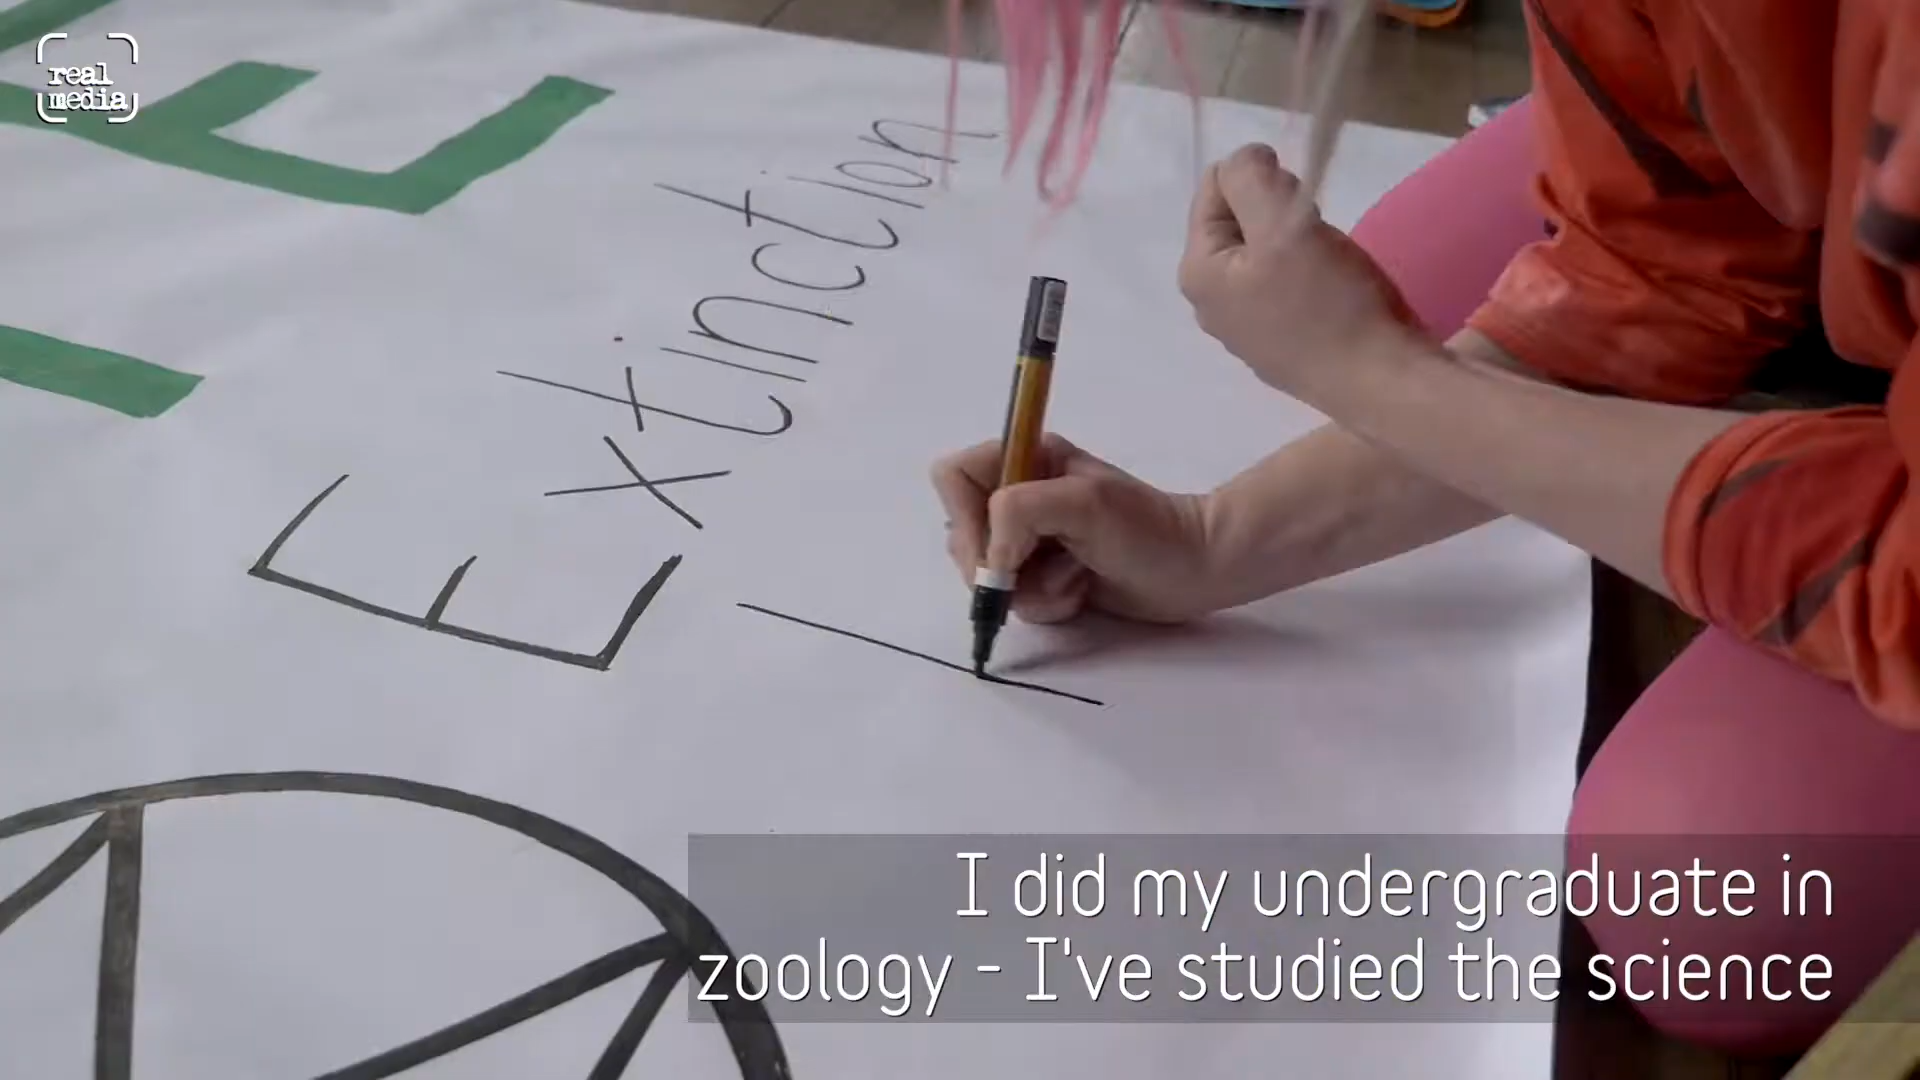 real
media
E
Extinction
I did my undergraduate in
zoology - I've studied the science